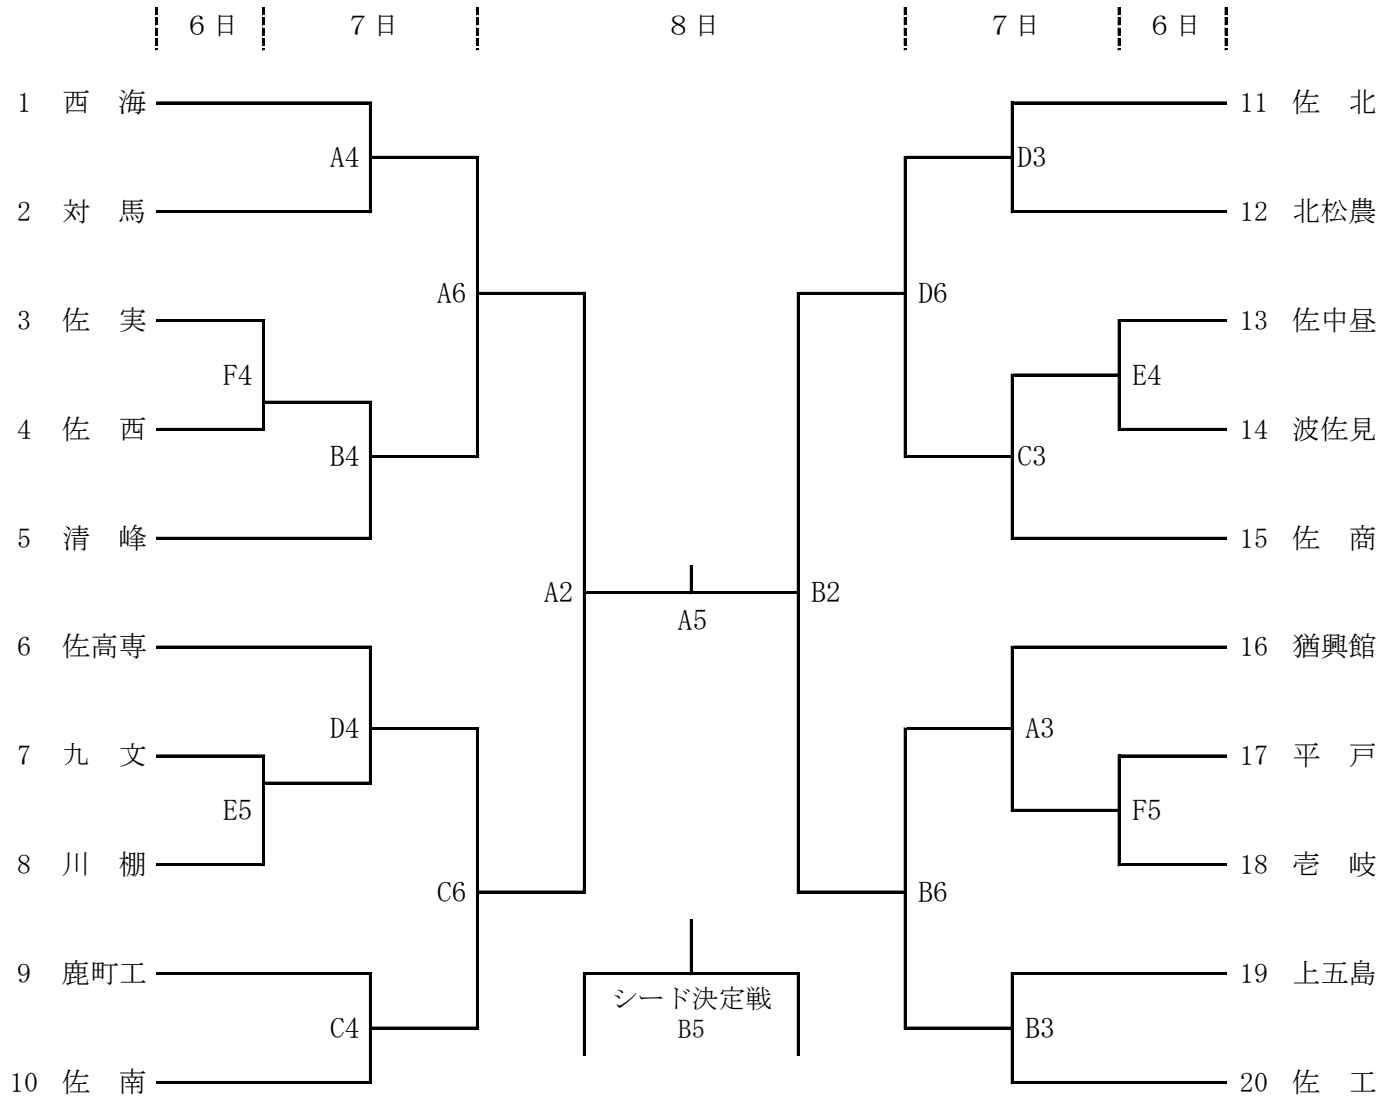 ６日 ７日 ８日 ７日 ６日
1 西　海 11 佐　北
A4 D3
2 対　馬 12 北松農
A6 D6
3 佐　実 13 佐中昼
F4 E4
4 佐　西 14 波佐見
B4 C3
5 清　峰 15 佐　商
A2 B2
A5
6 佐高専 16 猶興館
D4 A3
7 九　文 17 平　戸
E5 F5
8 川　棚 18 壱　岐
C6 B6
9 鹿町工 19 上五島
シード決定戦
C4 B5 B3
10 佐　南 20 佐　工